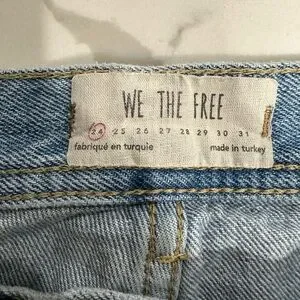 WE THE FREE
24 25 26 27 28 29 30 31
fabriqué en turquie made in turkey